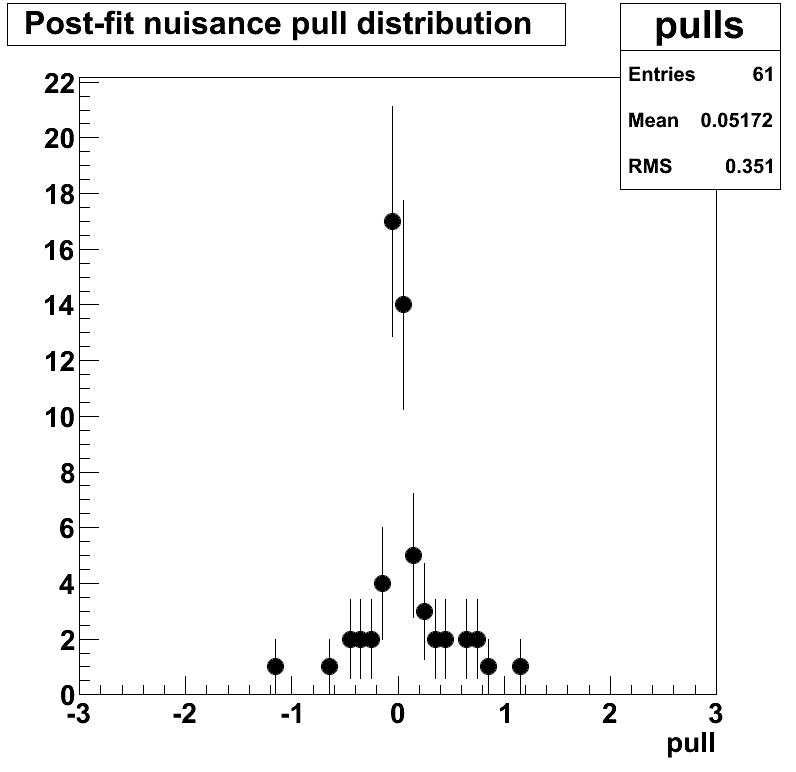 Post-fit nuisance pull distribution
pulls
Entries 61
Mean 0.05172
RMS 0.351
22
20
18
16
14
12
10
8
6
4
2
0
-3 -2 -1 0 1 2 3
pull